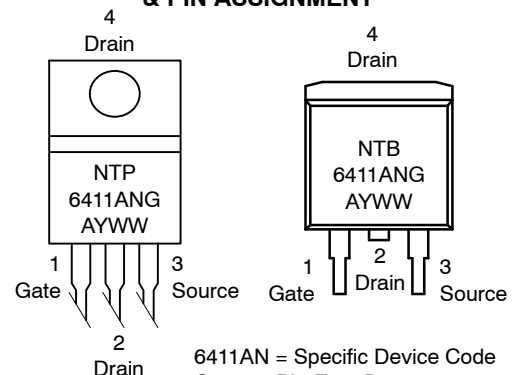 & PIN ASSIGNMENT
4
Drain
NTP
6411ANG
AYWW
1
Gate
3
Source
2
Drain
4
Drain
NTB
6411ANG
AYWW
1
Gate
2
Drain
3
Source
6411AN = Specific Device Code